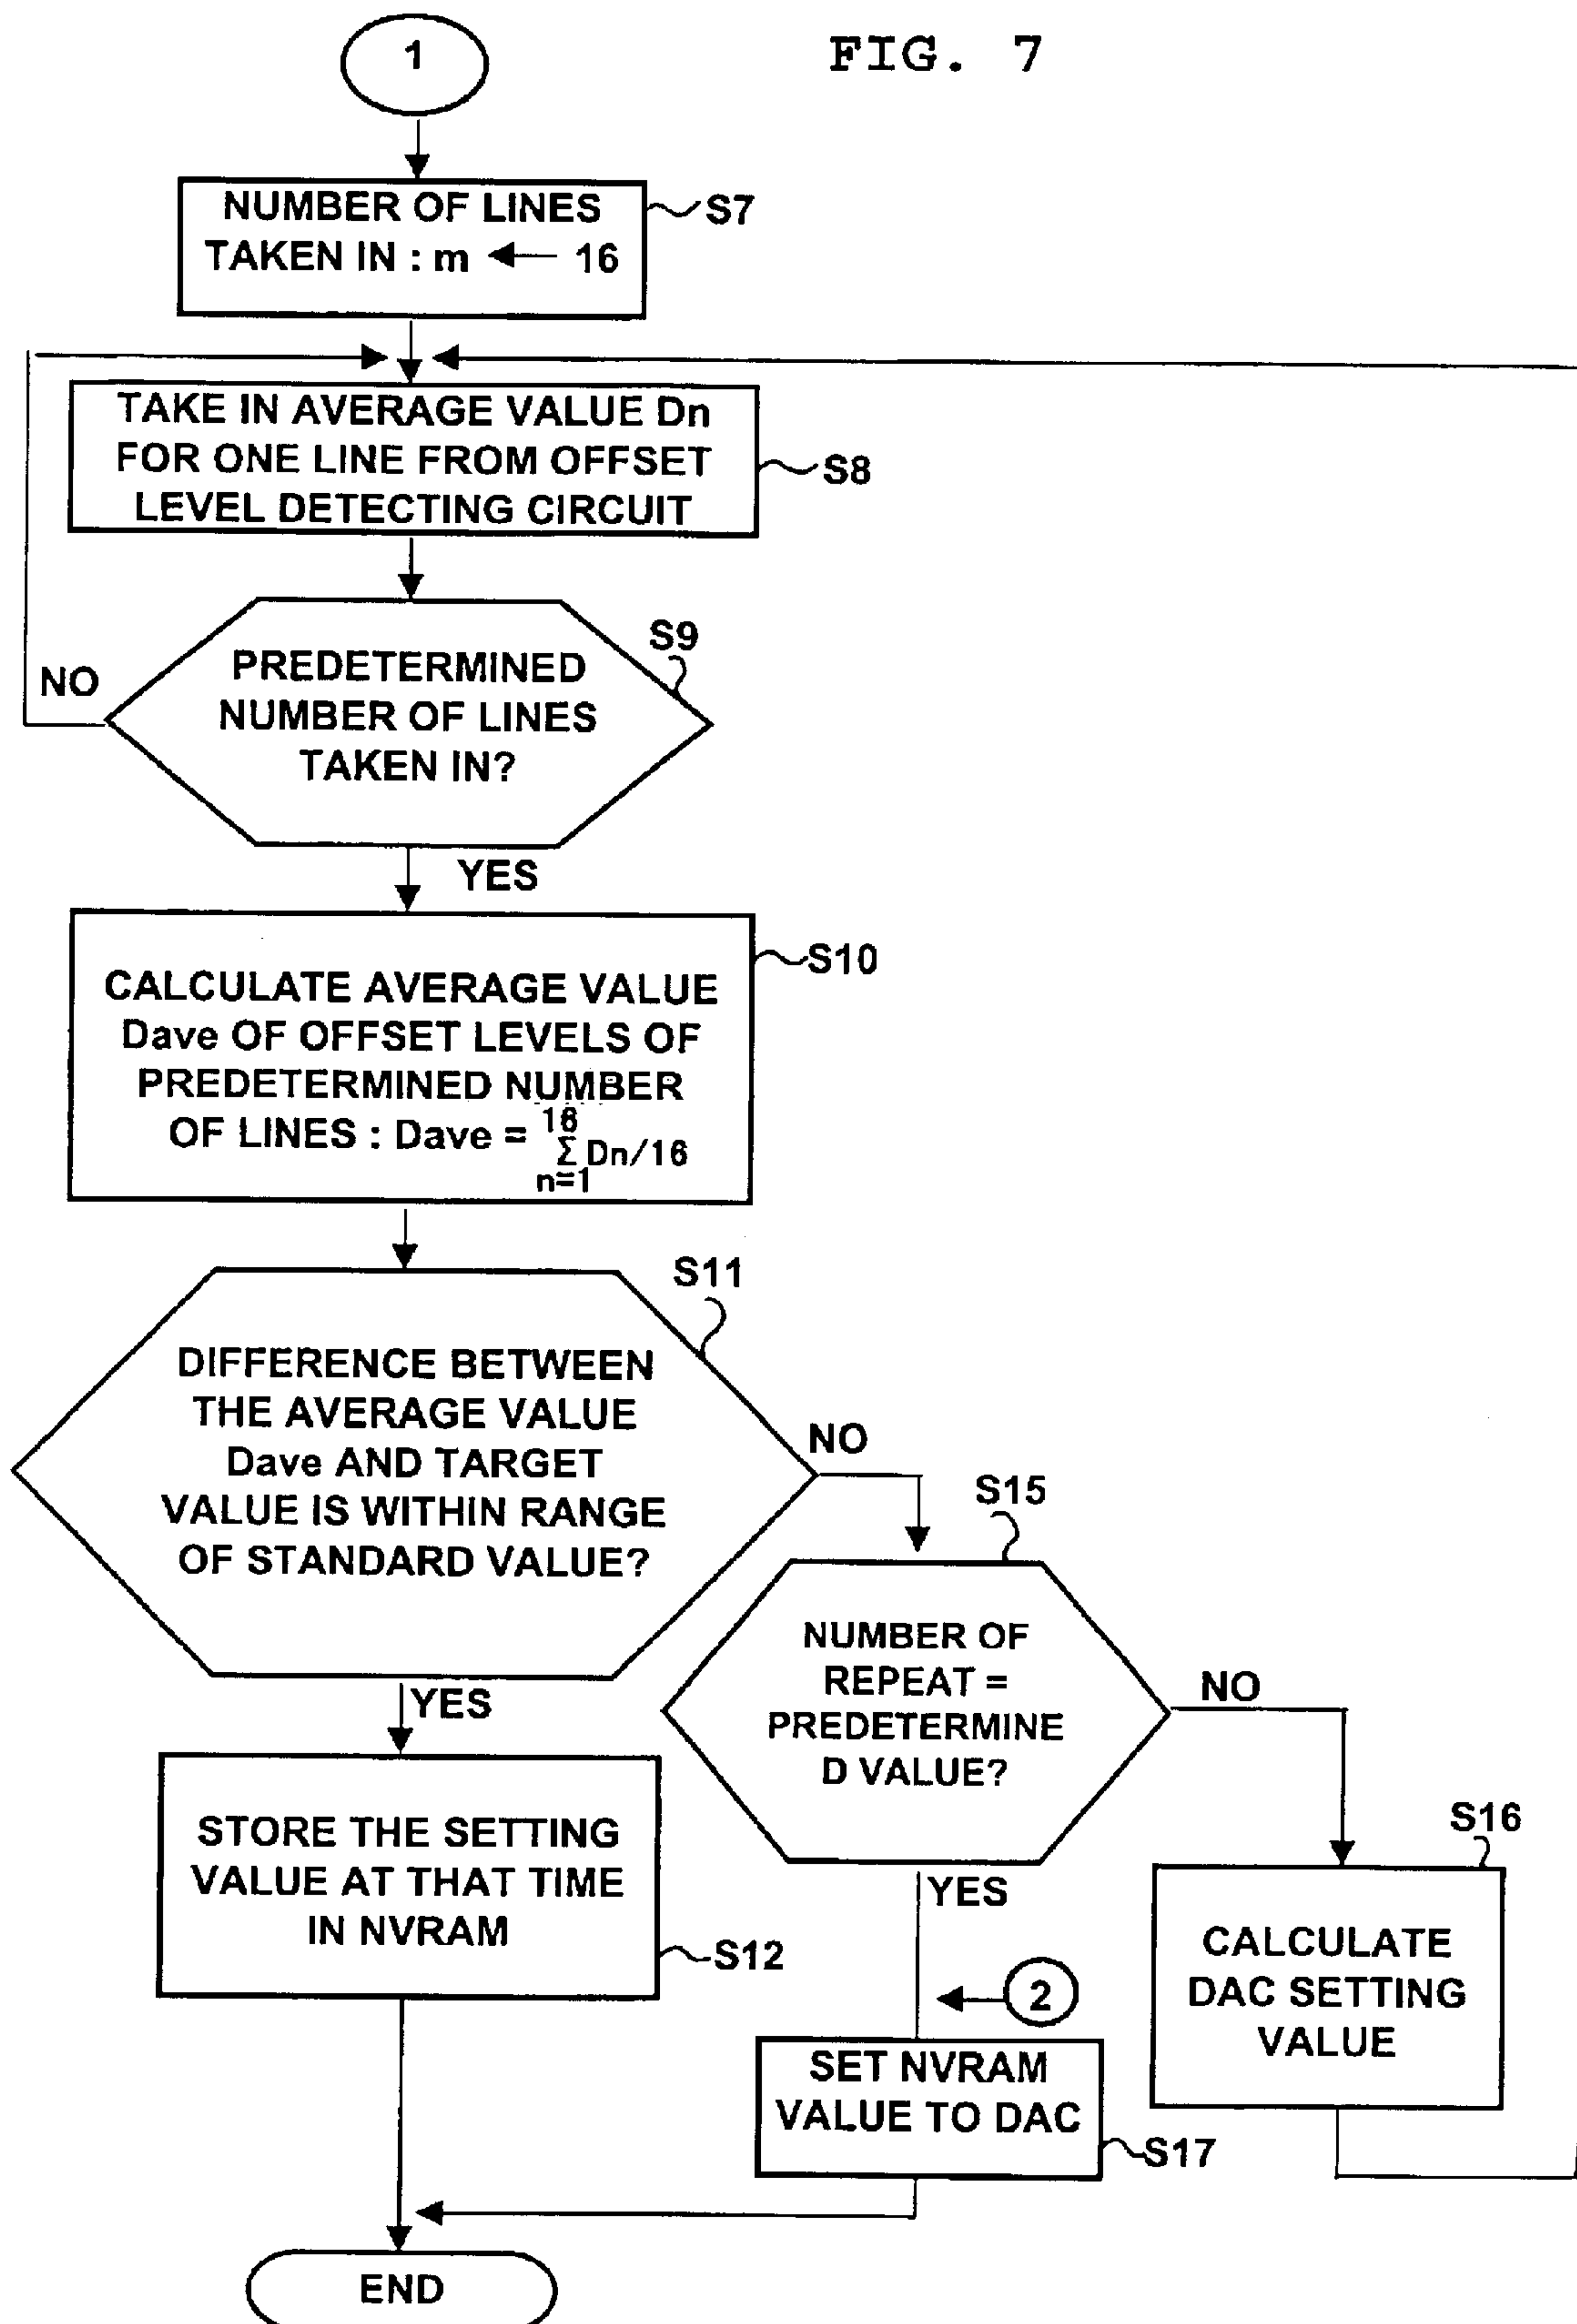 FIG. 7
1
NUMBER OF LINES
TAKEN IN : m ← 16
S7
TAKE IN AVERAGE VALUE Dn
FOR ONE LINE FROM OFFSET
LEVEL DETECTING CIRCUIT
S8
S9
PREDETERMINED
NUMBER OF LINES
TAKEN IN?
NO
YES
S10
CALCULATE AVERAGE VALUE
Dave OF OFFSET LEVELS OF
PREDETERMINED NUMBER
OF LINES : Dave =
16
Σ Dn/16
n=1
S11
DIFFERENCE BETWEEN
THE AVERAGE VALUE
Dave AND TARGET
VALUE IS WITHIN RANGE
OF STANDARD VALUE?
NO
YES
S15
NUMBER OF
REPEAT =
PREDETERMINE
D VALUE?
NO
YES
STORE THE SETTING
VALUE AT THAT TIME
IN NVRAM
S12
S16
CALCULATE
DAC SETTING
VALUE
2
SET NVRAM
VALUE TO DAC
S17
END